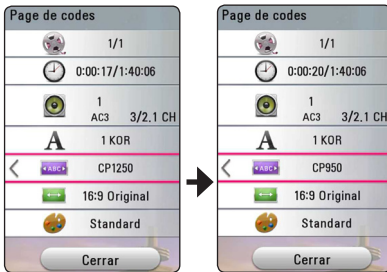 Page de codes
1/1
0:00:17/1:40:06
1
AC3 3/2.1 CH
A
1 KOR
ABC
CP1250
16:9 Original
Standard
Cerrar
Page de codes
1/1
0:00:20/1:40:06
1
AC3 3/2.1 CH
A
1 KOR
ABC
CP950
16:9 Original
Standard
Cerrar